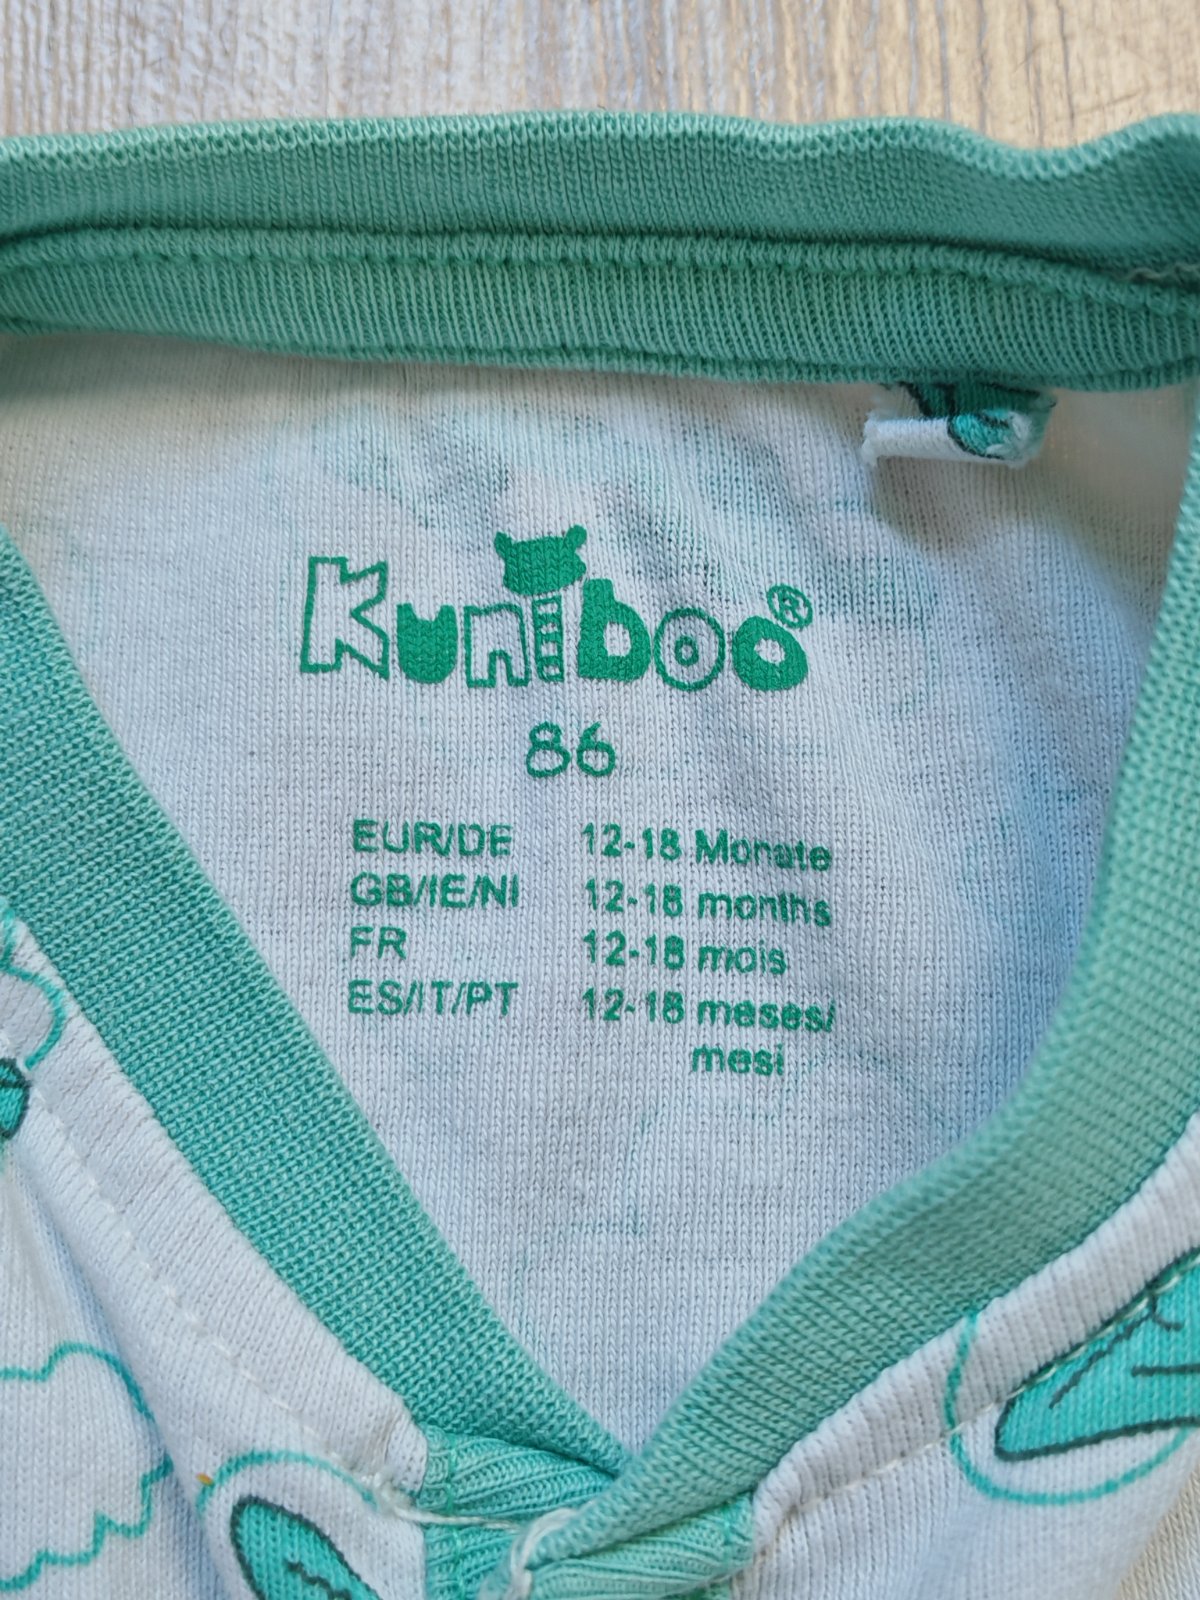 Kuniboo®
86
EUR/DE 12-18 Monate
GB/IE/NI 12-18 months
FR 12-18 mois
ES/IT/PT 12-18 meses/
mesi